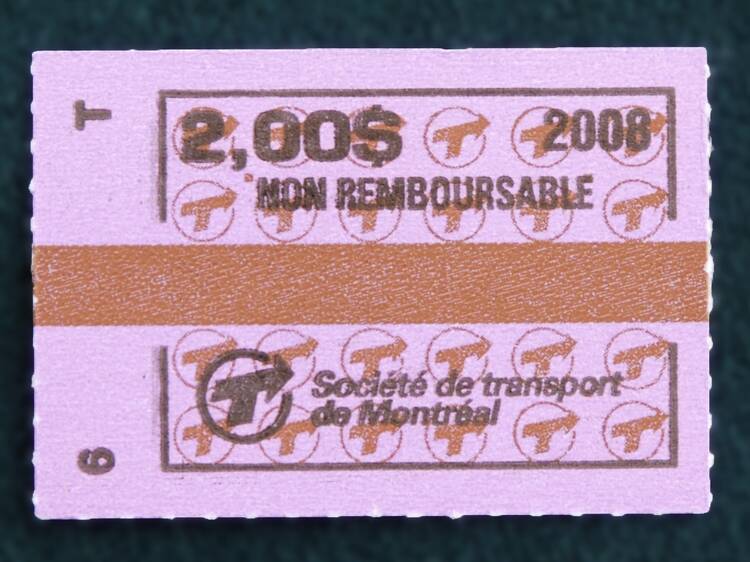 T
2,00$ 2008
NON REMBOURSABLE
Société de transport
de Montréal
6